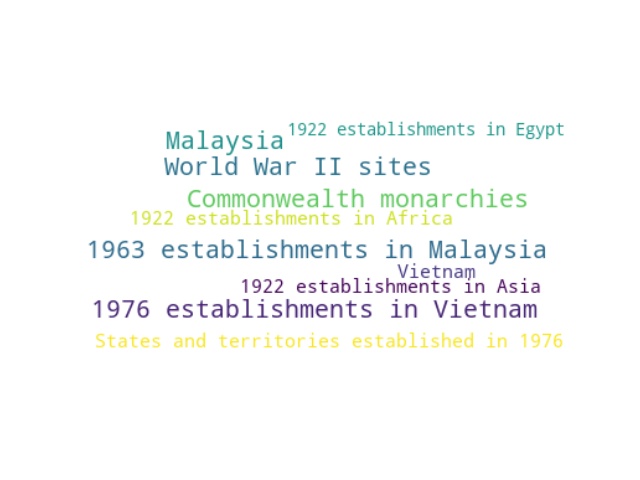 1922 establishments in Egypt
Malaysia
World War II sites
Commonwealth monarchies
1922 establishments in Africa
1963 establishments in Malaysia
Vietnam
1922 establishments in Asia
1976 establishments in Vietnam
States and territories established in 1976